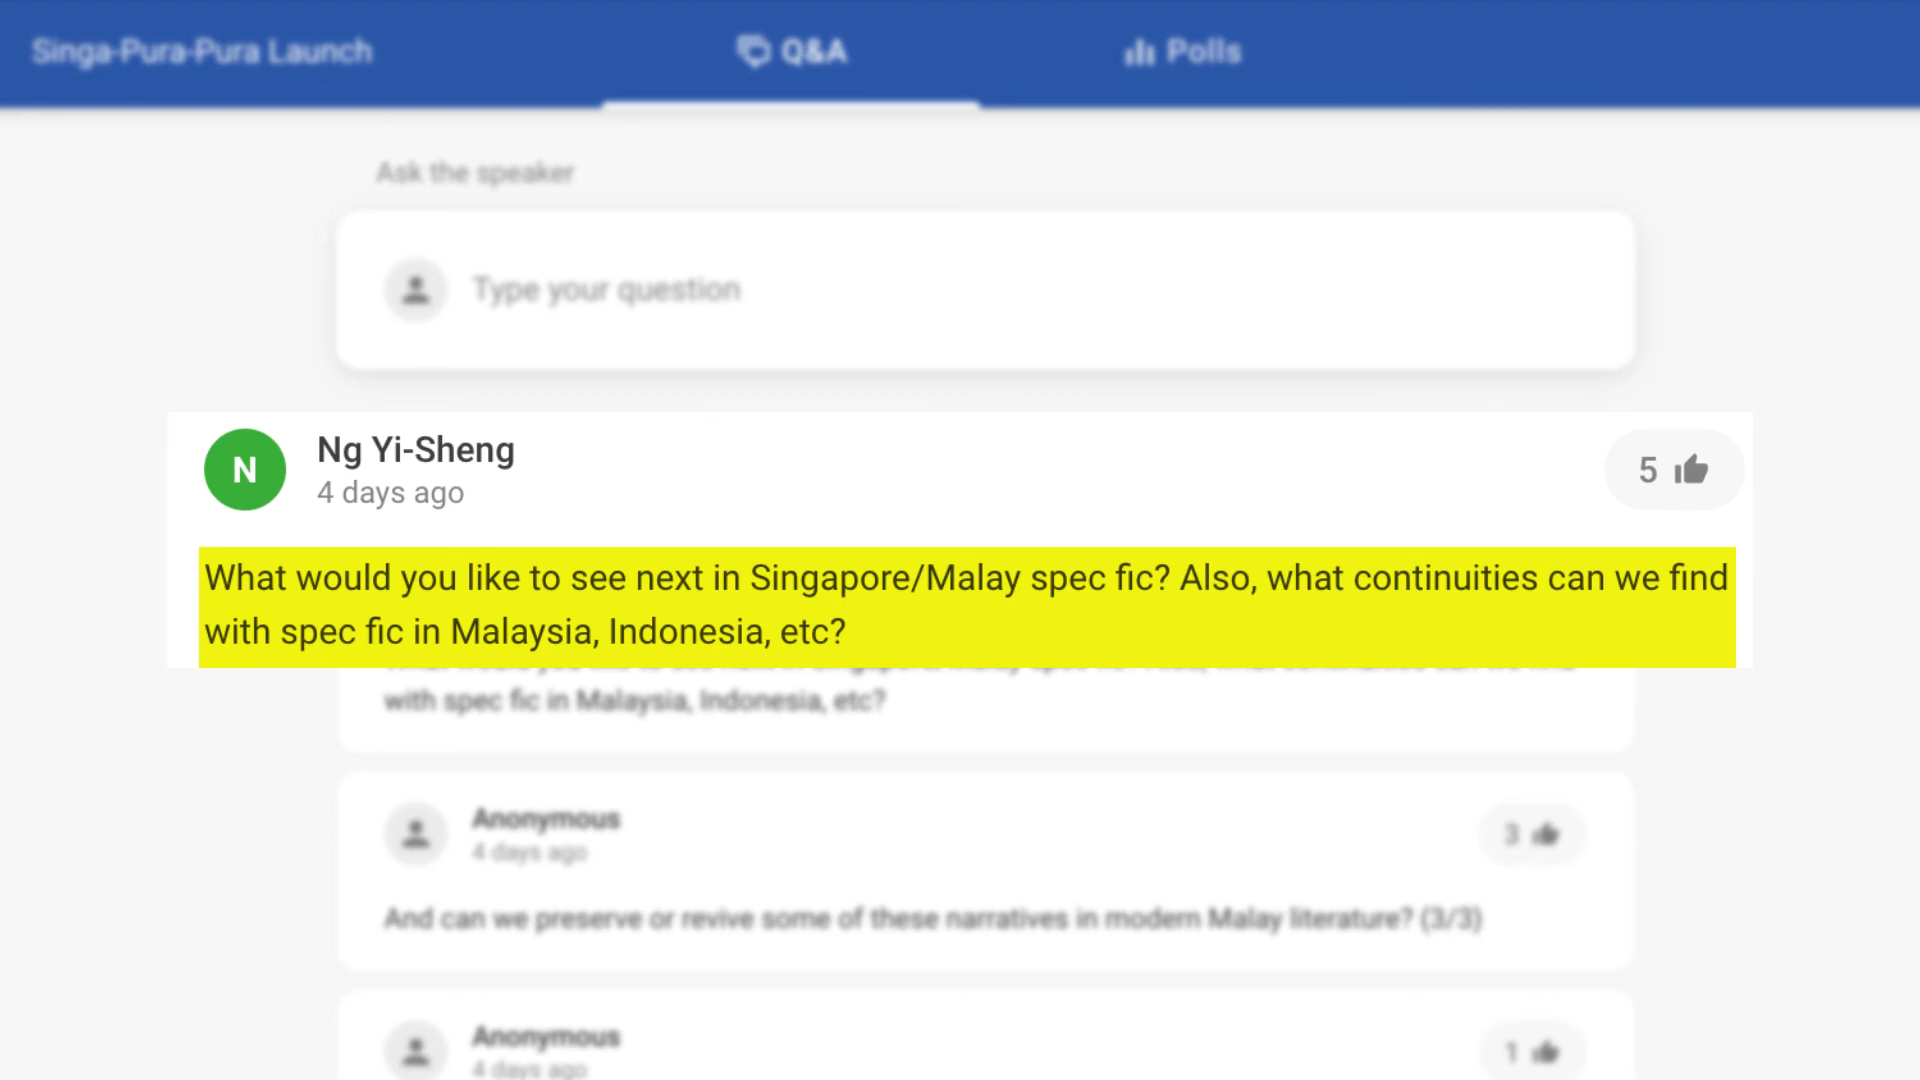 Singa-Pura-Pura Launch
Q&A
Polls
Ask the speaker
Type your question
N
Ng Yi-Sheng
4 days ago
5
What would you like to see next in Singapore/Malay spec fic? Also, what continuities can we find
with spec fic in Malaysia, Indonesia, etc?
with spec fic in Malaysia, Indonesia, etc?
Anonymous
4 days ago
3
And can we preserve or revive some of these narratives in modern Malay literature? (3/3)
Anonymous
4 days ago
1